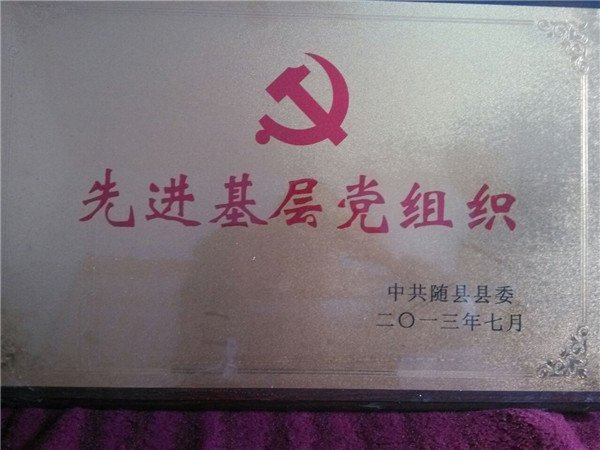 先进基层党组织
中共随县县委
二〇一三年七月